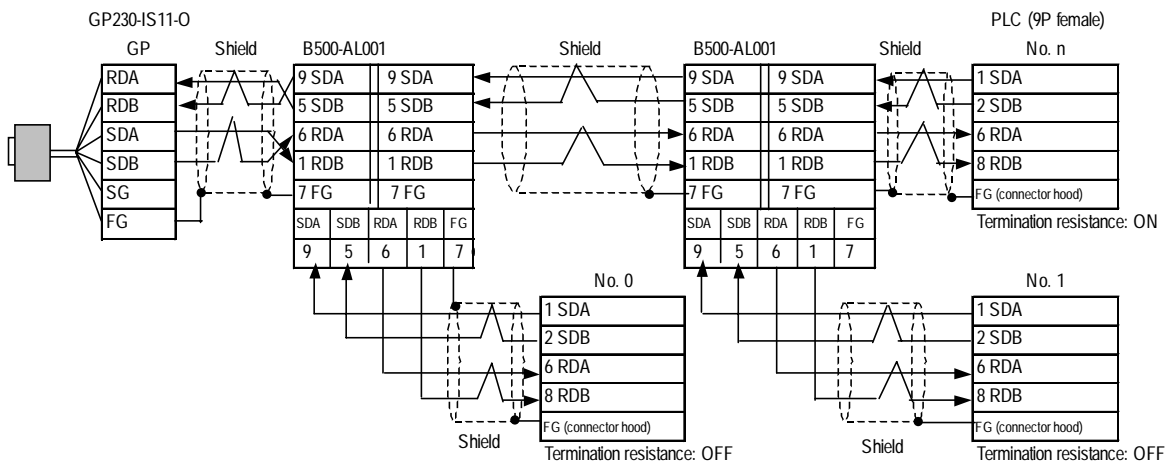 GP230-IS11-O
PLC (9P female)
GP Shield B500-AL001 Shield B500-AL001 Shield No. n
RDA 9 SDA 9 SDA 9 SDA 9 SDA 1 SDA
RDB 5 SDB 5 SDB 5 SDB 5 SDB 2 SDB
SDA 6 RDA 6 RDA 6 RDA 6 RDA 6 RDA
SDB 1 RDB 1 RDB 1 RDB 1 RDB 8 RDB
SG 7 FG 7 FG 7 FG 7 FG FG (connector hood)
FG
SDA SDB RDA RDB FG SDA SDB RDA RDB FG Termination resistance: ON
9 5 6 1 7 9 5 6 1 7
No. 0 No. 1
1 SDA 1 SDA
2 SDB 2 SDB
6 RDA 6 RDA
8 RDB 8 RDB
FG (connector hood) FG (connector hood)
Shield Shield
Termination resistance: OFF Termination resistance: OFF